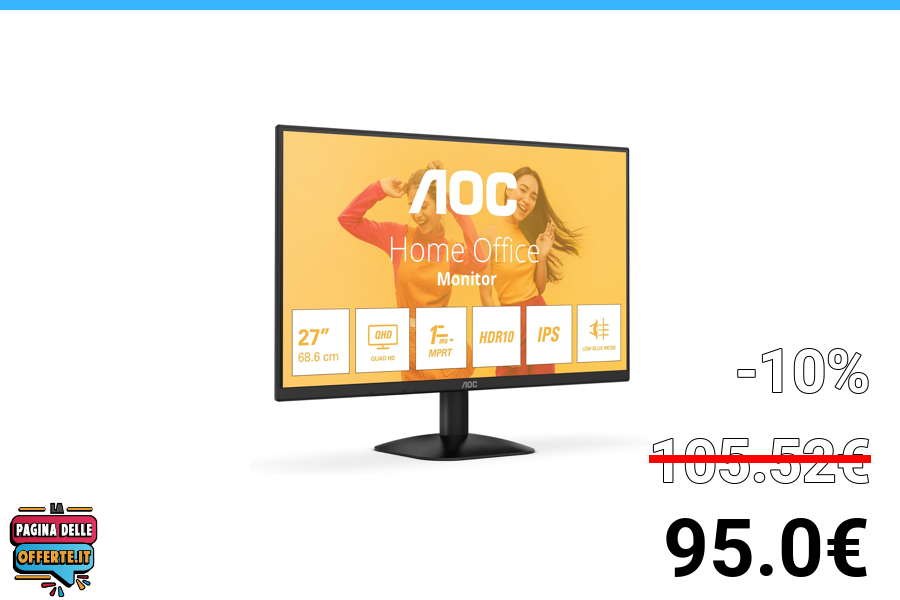 AOC
Home Office
Monitor
27"
68.6 cm
QHD
QUAD HD
1ms
MPRT
HDR10
IPS
LOW BLUE MODE
AOC
-10%
105.52€
95.0€
LA
PAGINA DELLE
OFFERTE.IT